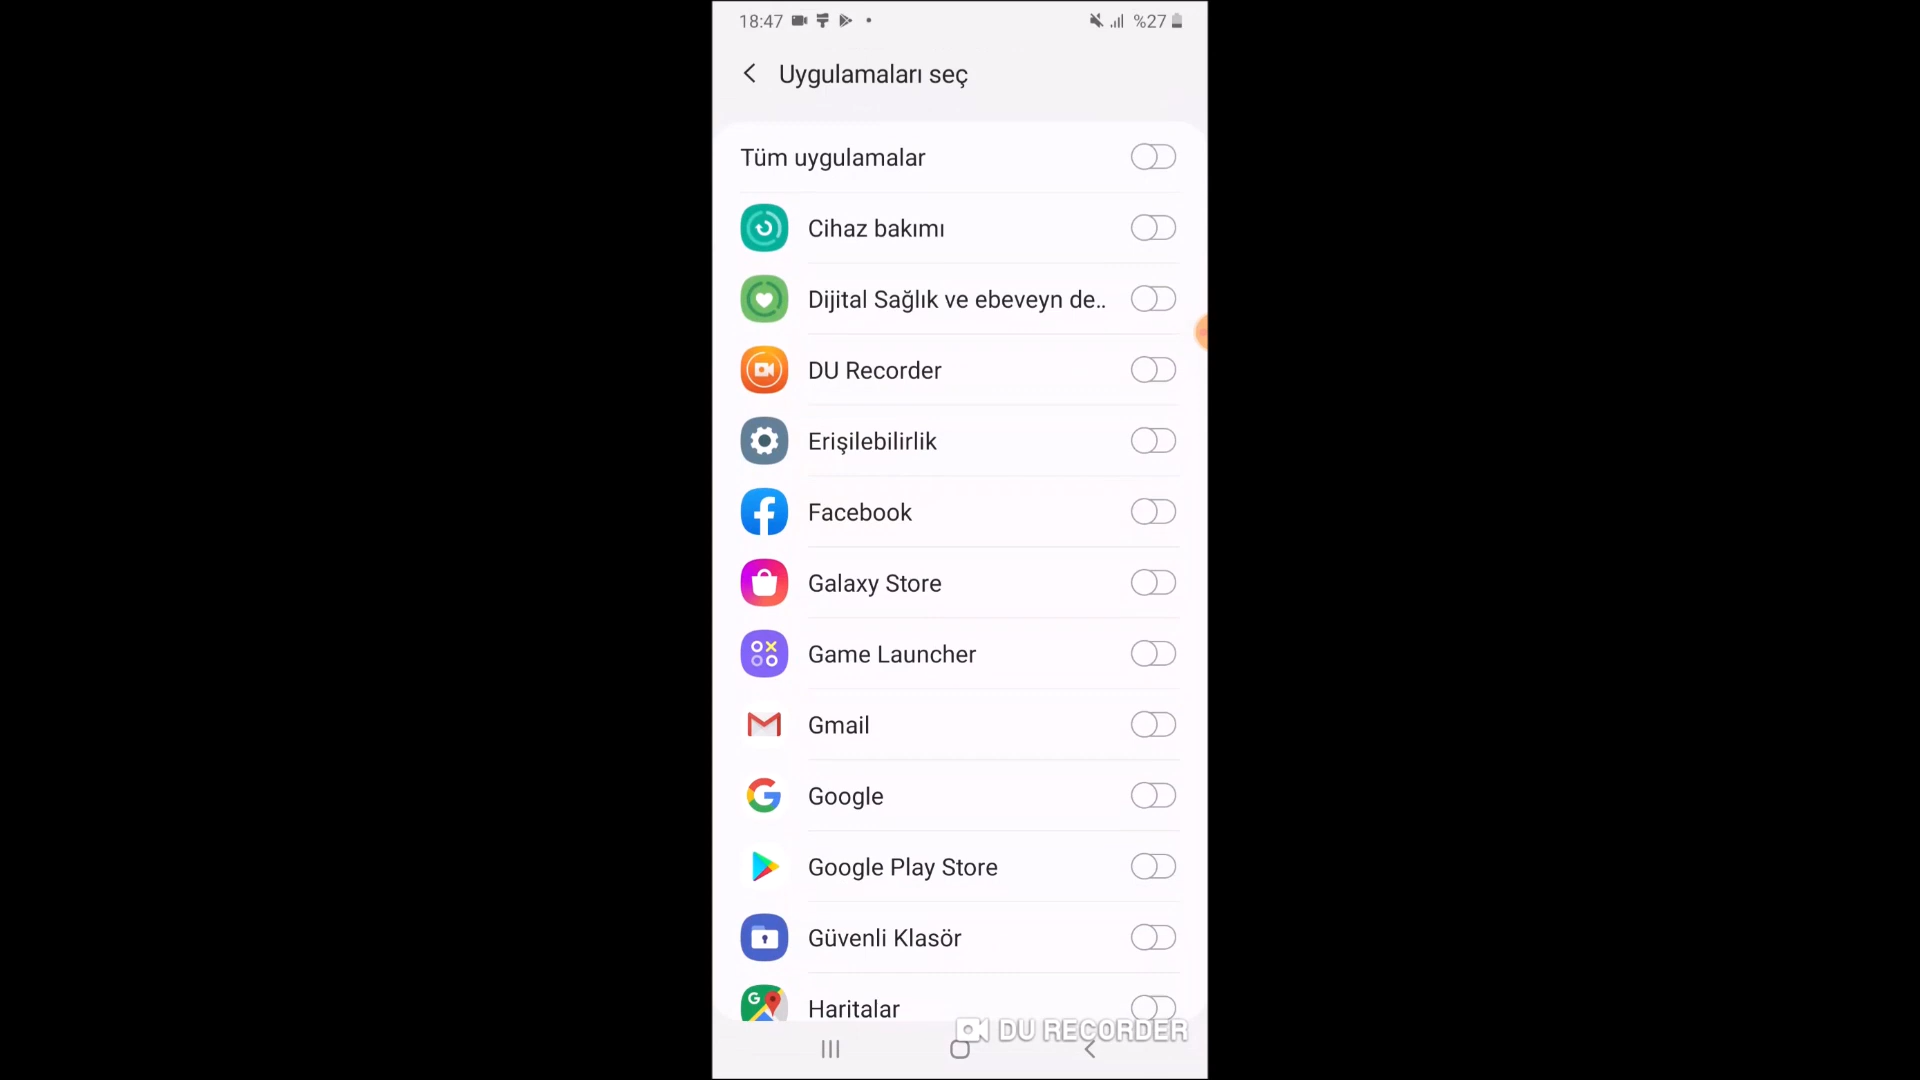 18:47 %27
Uygulamaları seç
Tüm uygulamalar
Cihaz bakımı
Dijital Sağlık ve ebeveyn de..
DU Recorder
Erişilebilirlik
Facebook
Galaxy Store
Game Launcher
Gmail
Google
Google Play Store
Güvenli Klasör
Haritalar
DU RECORDER